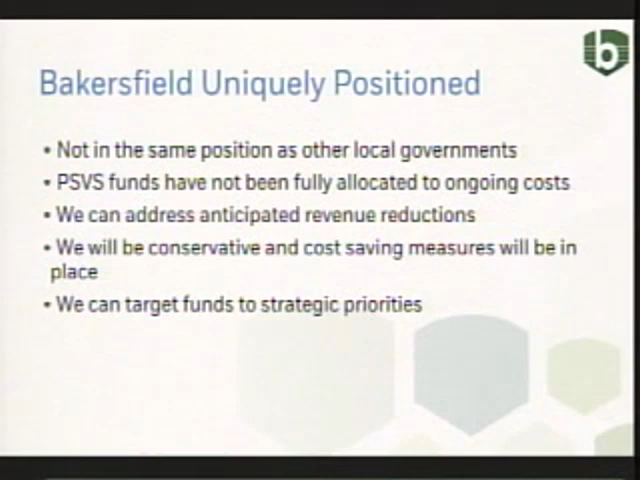 b
Bakersfield Uniquely Positioned
• Not in the same position as other local governments
• PSVS funds have not been fully allocated to ongoing costs
• We can address anticipated revenue reductions
• We will be conservative and cost saving measures will be in
place
• We can target funds to strategic priorities